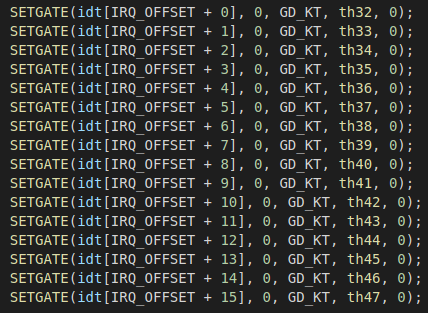 SETGATE(idt[IRQ_OFFSET + 0], 0, GD_KT, th32, 0);
SETGATE(idt[IRQ_OFFSET + 1], 0, GD_KT, th33, 0);
SETGATE(idt[IRQ_OFFSET + 2], 0, GD_KT, th34, 0);
SETGATE(idt[IRQ_OFFSET + 3], 0, GD_KT, th35, 0);
SETGATE(idt[IRQ_OFFSET + 4], 0, GD_KT, th36, 0);
SETGATE(idt[IRQ_OFFSET + 5], 0, GD_KT, th37, 0);
SETGATE(idt[IRQ_OFFSET + 6], 0, GD_KT, th38, 0);
SETGATE(idt[IRQ_OFFSET + 7], 0, GD_KT, th39, 0);
SETGATE(idt[IRQ_OFFSET + 8], 0, GD_KT, th40, 0);
SETGATE(idt[IRQ_OFFSET + 9], 0, GD_KT, th41, 0);
SETGATE(idt[IRQ_OFFSET + 10], 0, GD_KT, th42, 0);
SETGATE(idt[IRQ_OFFSET + 11], 0, GD_KT, th43, 0);
SETGATE(idt[IRQ_OFFSET + 12], 0, GD_KT, th44, 0);
SETGATE(idt[IRQ_OFFSET + 13], 0, GD_KT, th45, 0);
SETGATE(idt[IRQ_OFFSET + 14], 0, GD_KT, th46, 0);
SETGATE(idt[IRQ_OFFSET + 15], 0, GD_KT, th47, 0);